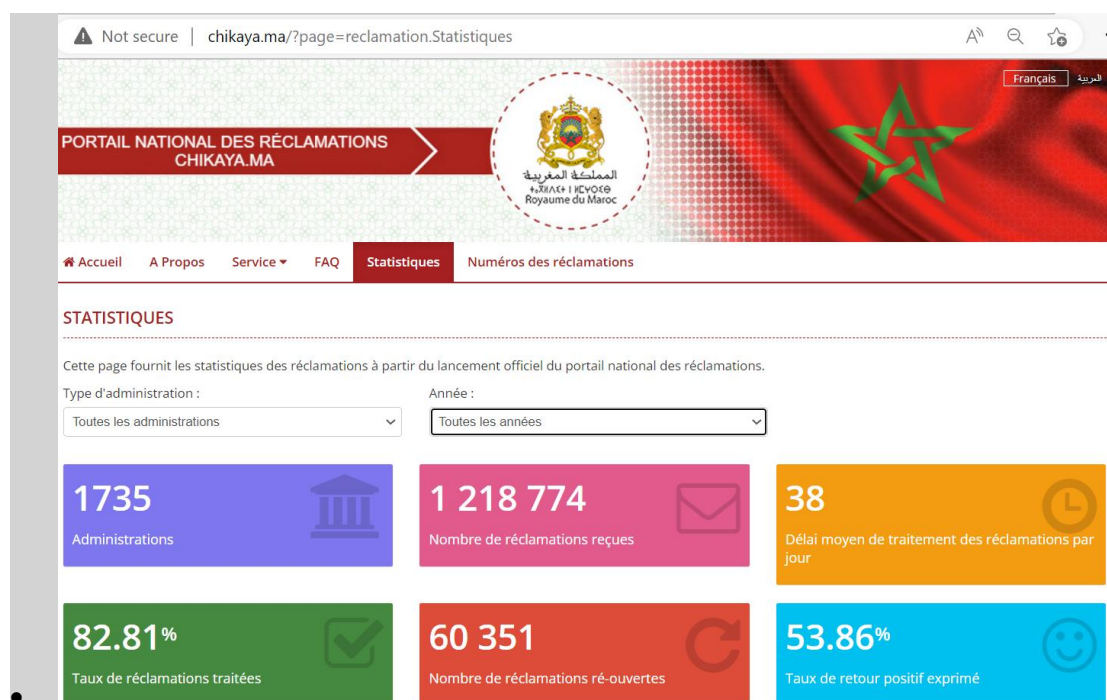 Not secure | chikaya.ma/?page=reclamation.Statistiques
Français العربية
PORTAIL NATIONAL DES RÉCLAMATIONS
CHIKAYA.MA
المملكة المغربية
ⵜⴰⴳⵍⴷⵉⵜ ⵏ ⵍⵎⵖⵔⵉⴱ
Royaume du Maroc
Accueil A Propos Service FAQ Statistiques Numéros des réclamations
STATISTIQUES
Cette page fournit les statistiques des réclamations à partir du lancement officiel du portail national des réclamations.
Type d'administration : Année :
Toutes les administrations Toutes les années
1735
Administrations
1 218 774
Nombre de réclamations reçues
38
Délai moyen de traitement des réclamations par
jour
82.81%
Taux de réclamations traitées
60 351
Nombre de réclamations ré-ouvertes
53.86%
Taux de retour positif exprimé